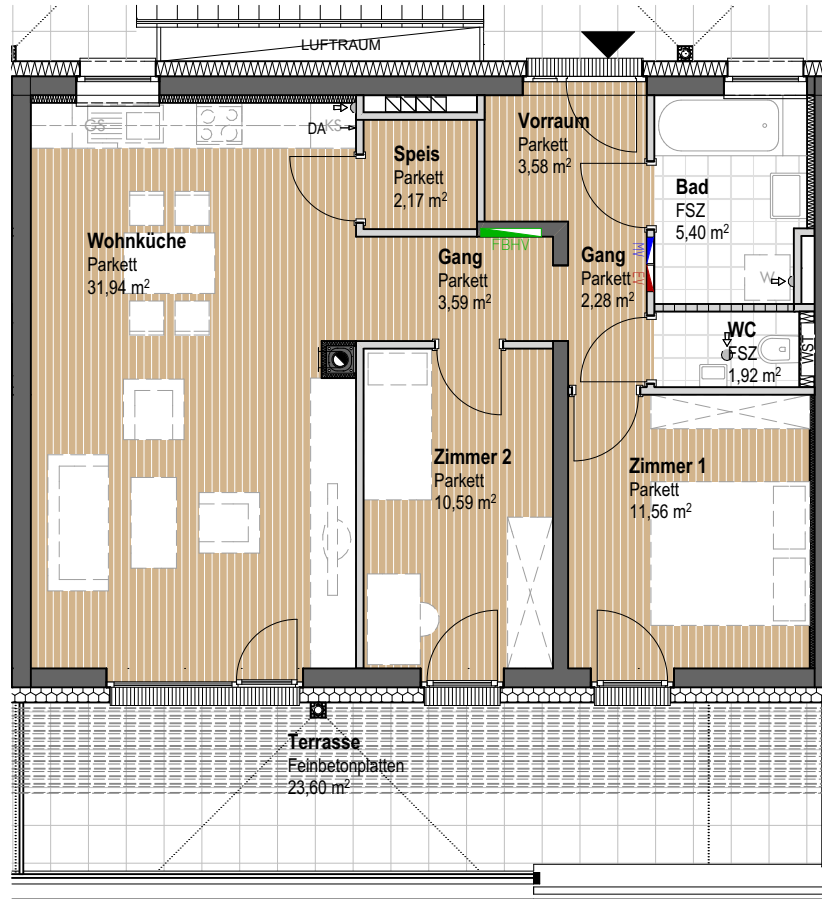 LUFTRAUM
GS
KS
DA
Speis
Parkett
2,17 m²
Vorraum
Parkett
3,58 m²
Bad
FSZ
5,40 m²
Wohnküche
Parkett
31,94 m²
FBHV
Gang
Parkett
3,59 m²
Gang
Parkett
2,28 m²
MV
EV
W
WC
FSZ
1,92 m²
WST
Zimmer 2
Parkett
10,59 m²
Zimmer 1
Parkett
11,56 m²
Terrasse
Feinbetonplatten
23,60 m²